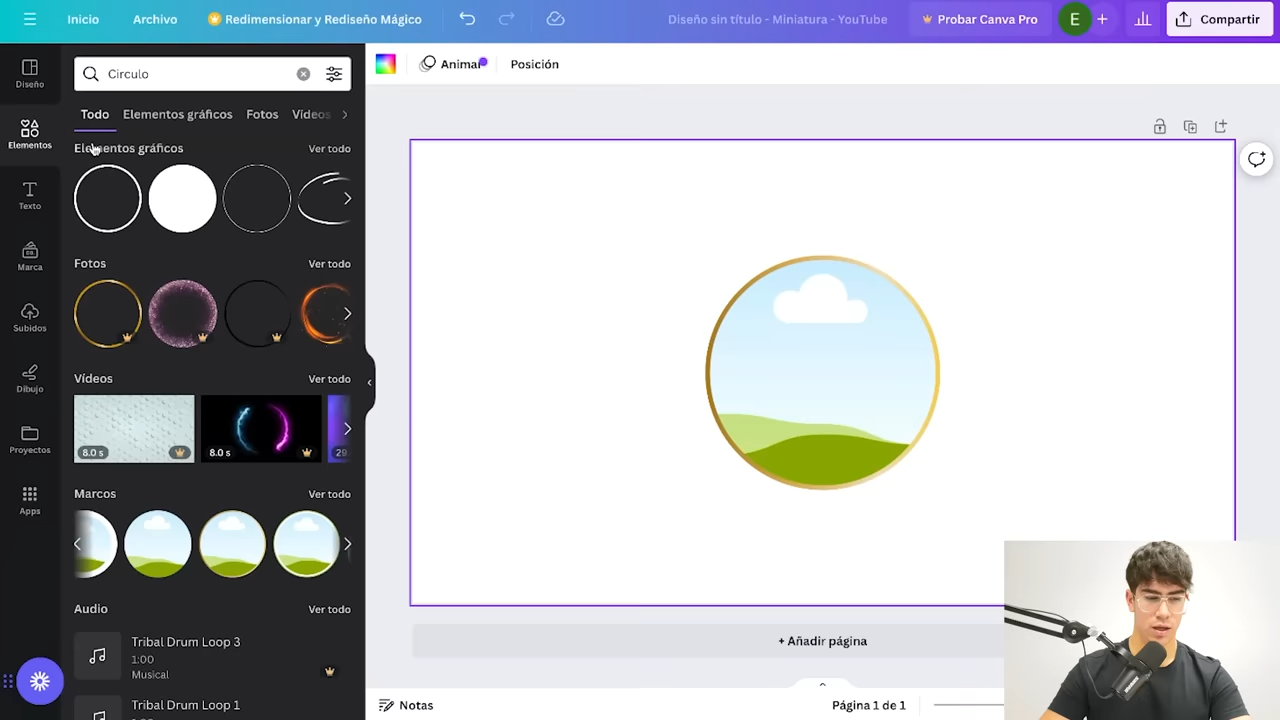 Inicio
Archivo
Redimensionar y Rediseño Mágico
Diseño sin título - Miniatura - YouTube
Probar Canva Pro
E
Compartir
Diseño
Elementos
Texto
Marca
Subidos
Dibujo
Proyectos
Apps
Circulo
Todo
Elementos gráficos
Fotos
Vídeos
Elementos gráficos
Ver todo
Fotos
Ver todo
Vídeos
Ver todo
8.0 s
8.0 s
29
Marcos
Ver todo
Audio
Ver todo
Tribal Drum Loop 3
1:00
Musical
Tribal Drum Loop 1
Animar
Posición
+ Añadir página
Notas
Página 1 de 1